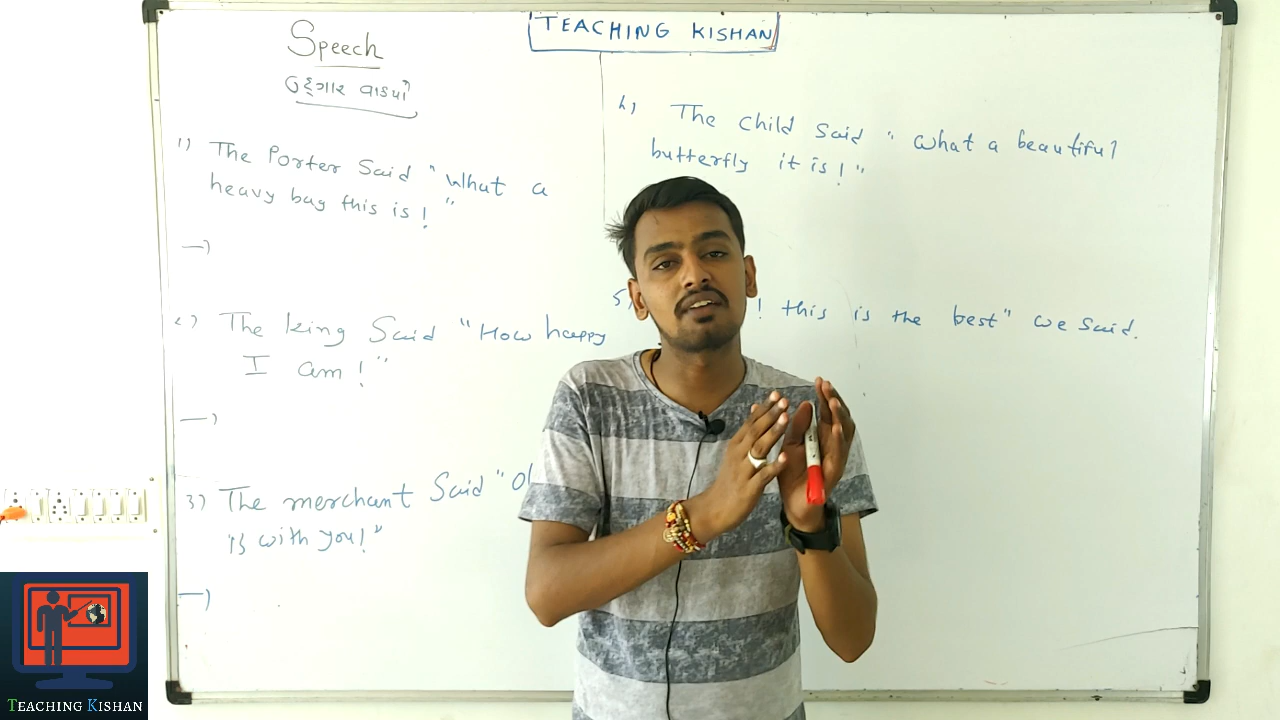 TEACHING KISHAN
Speech
ઉદ્ગાર વાક્યો
1) The Porter Said "What a
heavy bag this is! "
→
2) The king Said "How happy
I am! "
→
3) The merchant Said "
is with you! "
→
4) The child Said " what a beautiful
butterfly it is! "
5) ! this is the best" we said.
TEACHING KISHAN